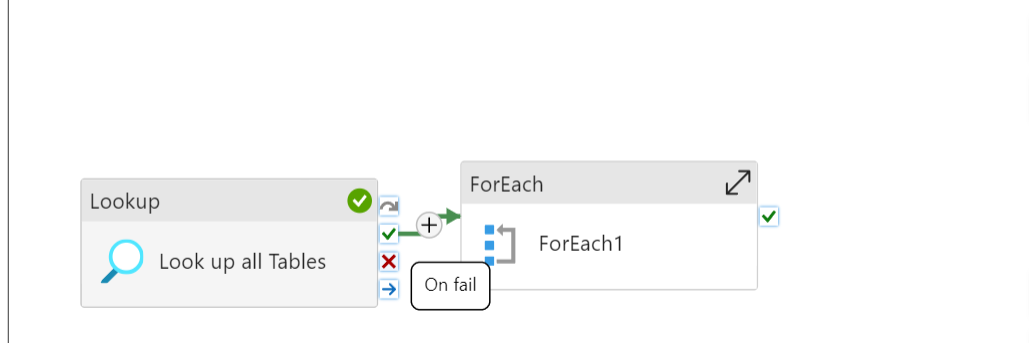 Lookup
Look up all Tables
ForEach
ForEach1
On fail